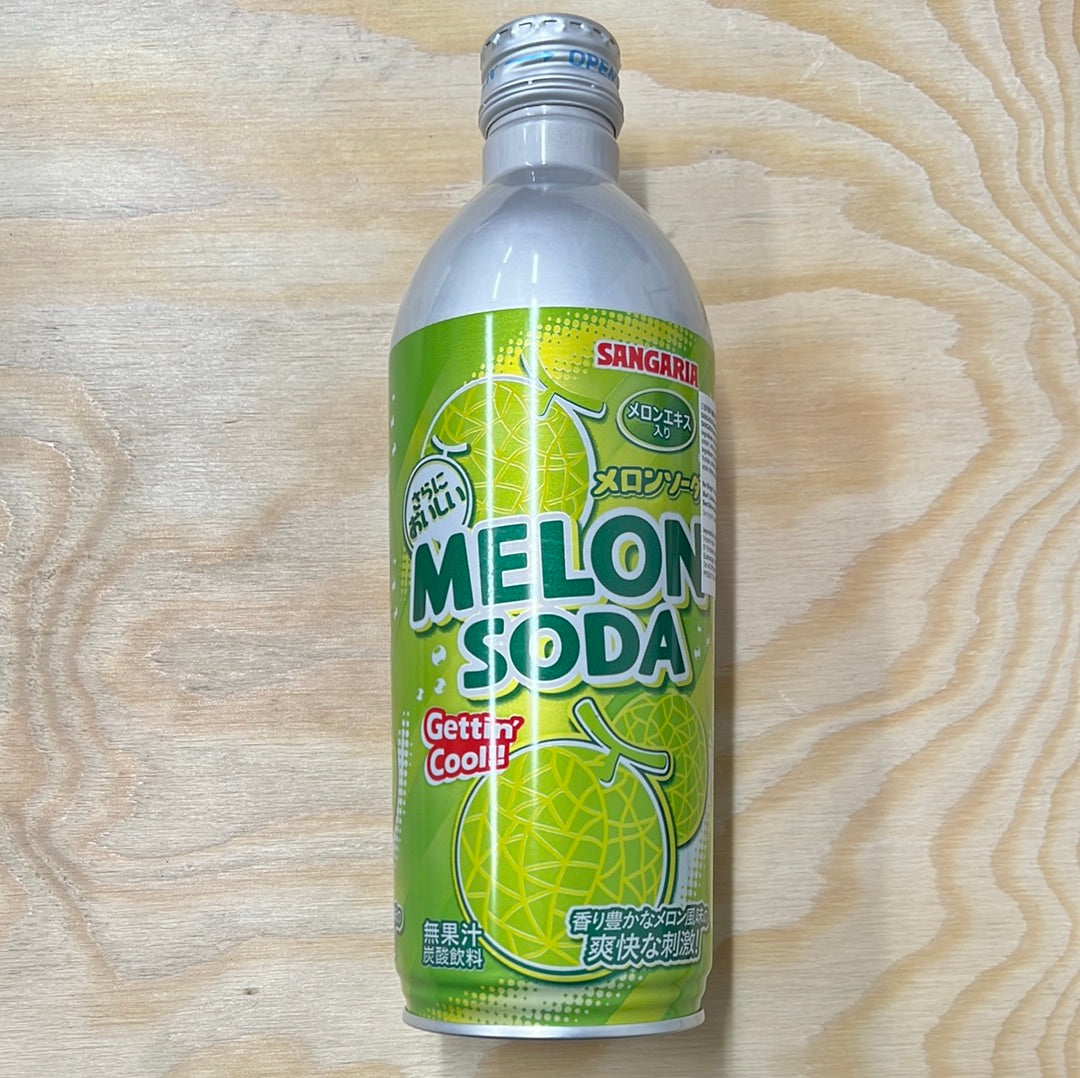 OPEN
SANGARIA
メロンエキス
入り
さらに
おいしい
メロンソーダ
MELON
SODA
Gettin'
Cool!!
無果汁
炭酸飲料
香り豊かなメロン風味の
爽快な刺激!